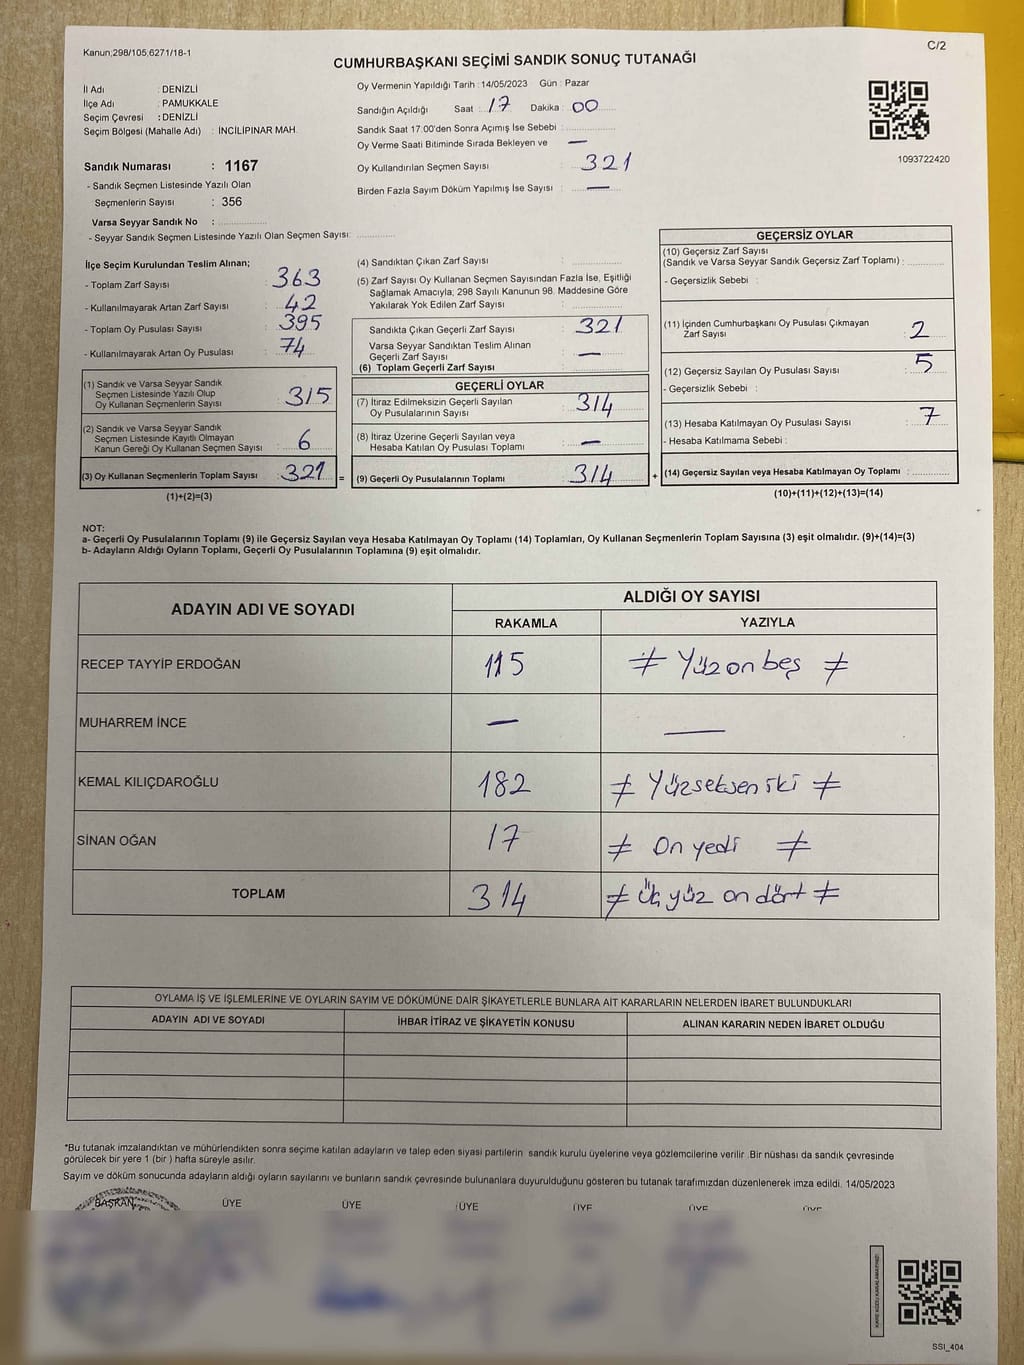 Kanun;298/105,6271/18-1
C/2
CUMHURBAŞKANI SEÇİMİ SANDIK SONUÇ TUTANAĞI
İl Adı : DENİZLİ
İlçe Adı : PAMUKKALE
Seçim Çevresi : DENİZLİ
Seçim Bölgesi (Mahalle Adı) : İNCİLİPINAR MAH.
Sandık Numarası : 1167
- Sandık Seçmen Listesinde Yazılı Olan
Seçmenlerin Sayısı : 356
Varsa Seyyar Sandık No :
- Seyyar Sandık Seçmen Listesinde Yazılı Olan Seçmen Sayısı:
Oy Vermenin Yapıldığı Tarih : 14/05/2023 Gün : Pazar
Sandığın Açıldığı Saat : 17 Dakika : 00
Sandık Saat 17.00'den Sonra Açımış İse Sebebi :
Oy Verme Saati Bitiminde Sırada Bekleyen ve —
Oy Kullandırılan Seçmen Sayısı : 321
Birden Fazla Sayım Döküm Yapılmış İse Sayısı : —
1093722420
İlçe Seçim Kurulundan Teslim Alınan;
- Toplam Zarf Sayısı : 363
- Kullanılmayarak Artan Zarf Sayısı : 42
- Toplam Oy Pusulası Sayısı : 395
- Kullanılmayarak Artan Oy Pusulası : 74
(1) Sandık ve Varsa Seyyar Sandık
Seçmen Listesinde Yazılı Olup
Oy Kullanan Seçmenlerin Sayısı : 315
(2) Sandık ve Varsa Seyyar Sandık
Seçmen Listesinde Kayıtlı Olmayan
Kanun Gereği Oy Kullanan Seçmen Sayısı : 6
(3) Oy Kullanan Seçmenlerin Toplam Sayısı : 321 =
(1)+(2)=(3)
(4) Sandıktan Çıkan Zarf Sayısı :
(5) Zarf Sayısı Oy Kullanan Seçmen Sayısından Fazla İse, Eşitliği
Sağlamak Amacıyla, 298 Sayılı Kanunun 98. Maddesine Göre
Yakılarak Yok Edilen Zarf Sayısı :
Sandıkta Çıkan Geçerli Zarf Sayısı : 321
Varsa Seyyar Sandıktan Teslim Alınan
Geçerli Zarf Sayısı : —
(6) Toplam Geçerli Zarf Sayısı :
GEÇERLİ OYLAR
(7) İtiraz Edilmeksizin Geçerli Sayılan
Oy Pusulalarının Sayısı : 314
(8) İtiraz Üzerine Geçerli Sayılan veya
Hesaba Katılan Oy Pusulası Toplamı : —
(9) Geçerli Oy Pusulalarının Toplamı : 314 +
GEÇERSİZ OYLAR
(10) Geçersiz Zarf Sayısı
(Sandık ve Varsa Seyyar Sandık Geçersiz Zarf Toplamı) :
- Geçersizlik Sebebi :
(11) İçinden Cumhurbaşkanı Oy Pusulası Çıkmayan
Zarf Sayısı : 2
(12) Geçersiz Sayılan Oy Pusulası Sayısı : 5
- Geçersizlik Sebebi :
(13) Hesaba Katılmayan Oy Pusulası Sayısı : 7
- Hesaba Katılmama Sebebi :
(14) Geçersiz Sayılan veya Hesaba Katılmayan Oy Toplamı :
(10)+(11)+(12)+(13)=(14)
NOT:
a- Geçerli Oy Pusulalarının Toplamı (9) ile Geçersiz Sayılan veya Hesaba Katılmayan Oy Toplamı (14) Toplamları, Oy Kullanan Seçmenlerin Toplam Sayısına (3) eşit olmalıdır. (9)+(14)=(3)
b- Adayların Aldığı Oyların Toplamı, Geçerli Oy Pusulalarının Toplamına (9) eşit olmalıdır.
ADAYIN ADI VE SOYADI
ALDIĞI OY SAYISI
RAKAMLA YAZIYLA
RECEP TAYYİP ERDOĞAN 115 ≠ Yüzonbeş ≠
MUHARREM İNCE — —
KEMAL KILIÇDAROĞLU 182 ≠ Yüzseksen iki ≠
SİNAN OĞAN 17 ≠ On yedi ≠
TOPLAM 314 ≠ Üç yüz on dört ≠
OYLAMA İŞ VE İŞLEMLERİNE VE OYLARIN SAYIM VE DÖKÜMÜNE DAİR ŞİKAYETLERLE BUNLARA AİT KARARLARIN NELERDEN İBARET BULUNDUKLARI
ADAYIN ADI VE SOYADI İHBAR İTİRAZ VE ŞİKAYETİN KONUSU ALINAN KARARIN NEDEN İBARET OLDUĞU
*Bu tutanak imzalandıktan ve mühürlendikten sonra seçime katılan adayların ve talep eden siyasi partilerin sandık kurulu üyelerine veya gözlemcilerine verilir .Bir nüshası da sandık çevresinde
görülecek bir yere 1 (bir ) hafta süreyle asılır.
Sayım ve döküm sonucunda adayların aldığı oyların sayılarını ve bunların sandık çevresinde bulunanlara duyurulduğunu gösteren bu tutanak tarafımızdan düzenlenerek imza edildi. 14/05/2023
BAŞKAN ÜYE ÜYE ÜYE ÜYE ÜYE ÜYE
SSI_404